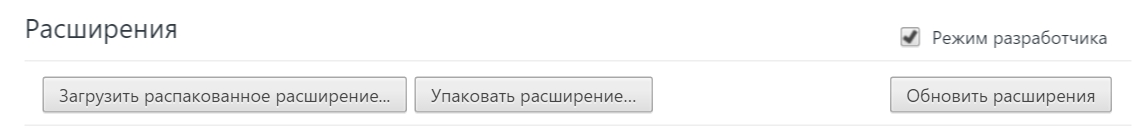 Расширения
Режим разработчика
Загрузить распакованное расширение...
Упаковать расширение...
Обновить расширения